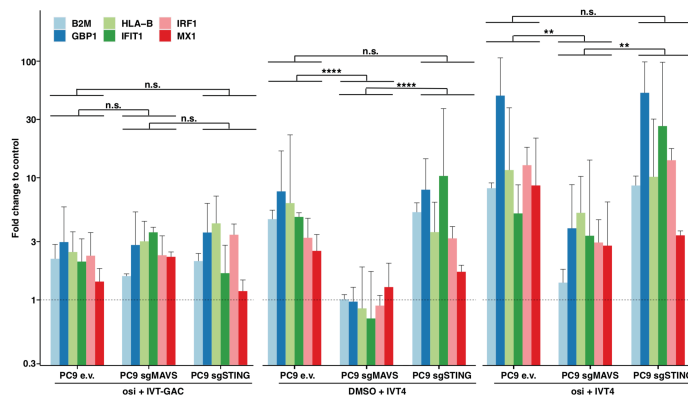 B2M HLA−B IRF1
GBP1 IFIT1 MX1
n.s.
n.s.
n.s.
n.s.
****
****
n.s.
**
**
Fold change to control
100
30
10
3
1
0.3
PC9 e.v. PC9 sgMAVS PC9 sgSTING
osi + IVT-GAC
PC9 e.v. PC9 sgMAVS PC9 sgSTING
DMSO + IVT4
PC9 e.v. PC9 sgMAVS PC9 sgSTING
osi + IVT4